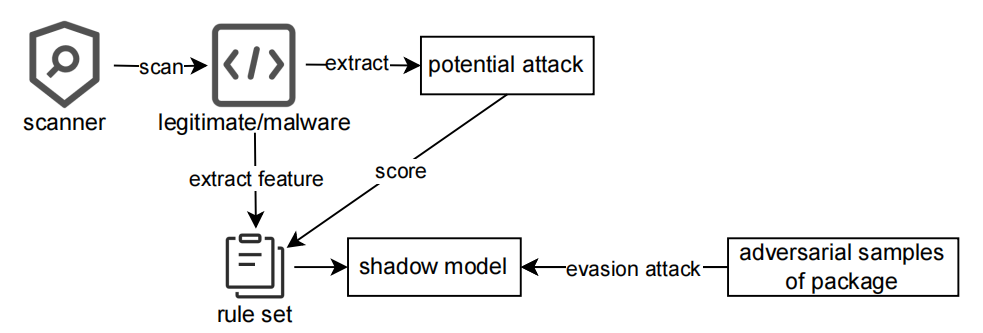 scan
extract
potential attack
scanner
legitimate/malware
extract feature
score
shadow model
evasion attack
adversarial samples
of package
rule set